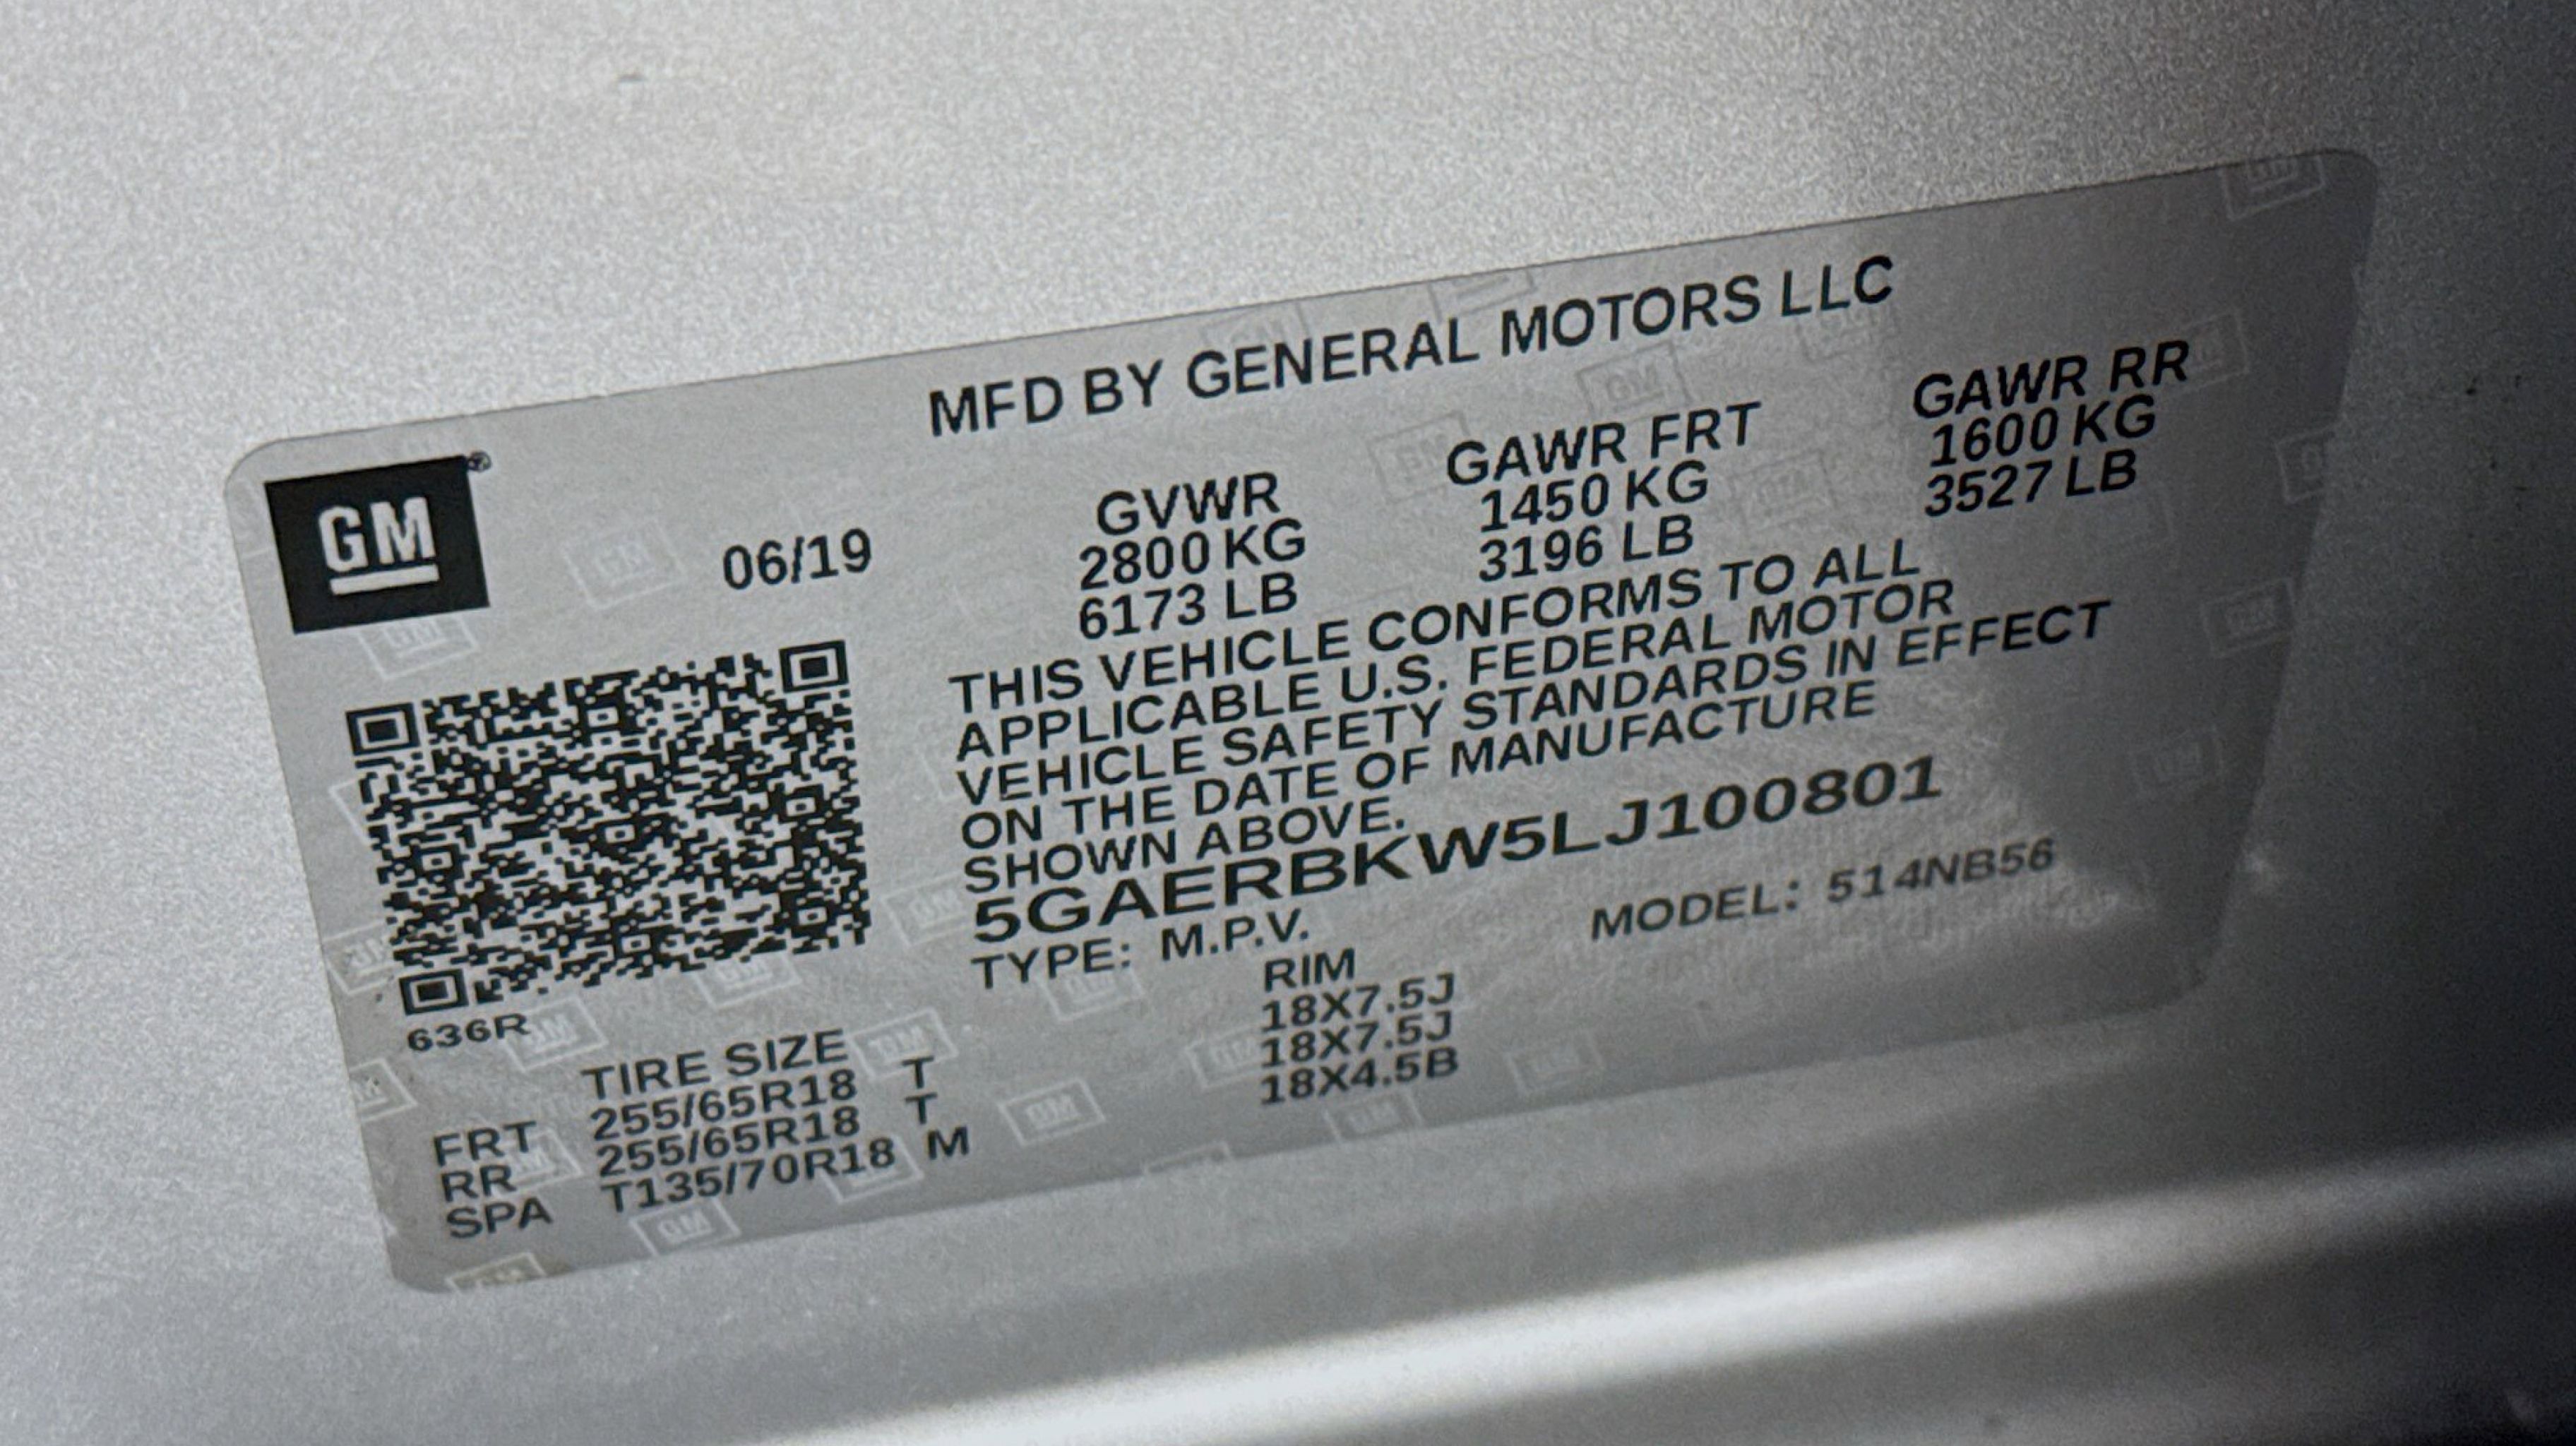 MFD BY GENERAL MOTORS LLC
GM®
06/19
GVWR GAWR FRT GAWR RR
2800 KG 1450 KG 1600 KG
6173 LB 3196 LB 3527 LB
THIS VEHICLE CONFORMS TO ALL
APPLICABLE U.S. FEDERAL MOTOR
VEHICLE SAFETY STANDARDS IN EFFECT
ON THE DATE OF MANUFACTURE
SHOWN ABOVE.
5GAERBKW5LJ100801
TYPE: M.P.V. MODEL: 514NB56
636R
TIRE SIZE RIM
FRT 255/65R18 T 18X7.5J
RR 255/65R18 T 18X7.5J
SPA T135/70R18 M 18X4.5B